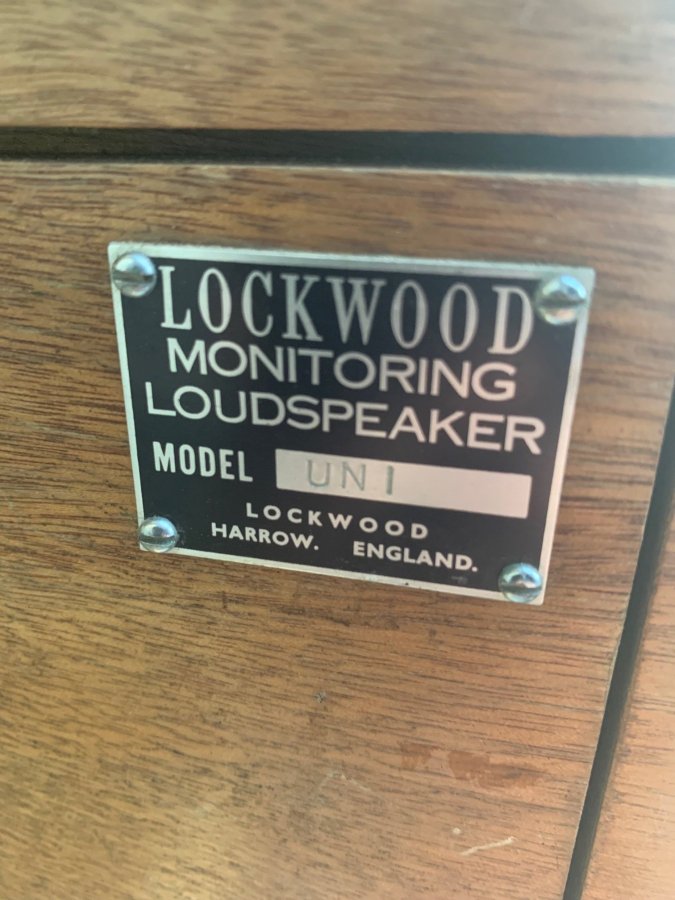 LOCKWOOD
MONITORING
LOUDSPEAKER
MODEL UNI
LOCKWOOD
HARROW. ENGLAND.